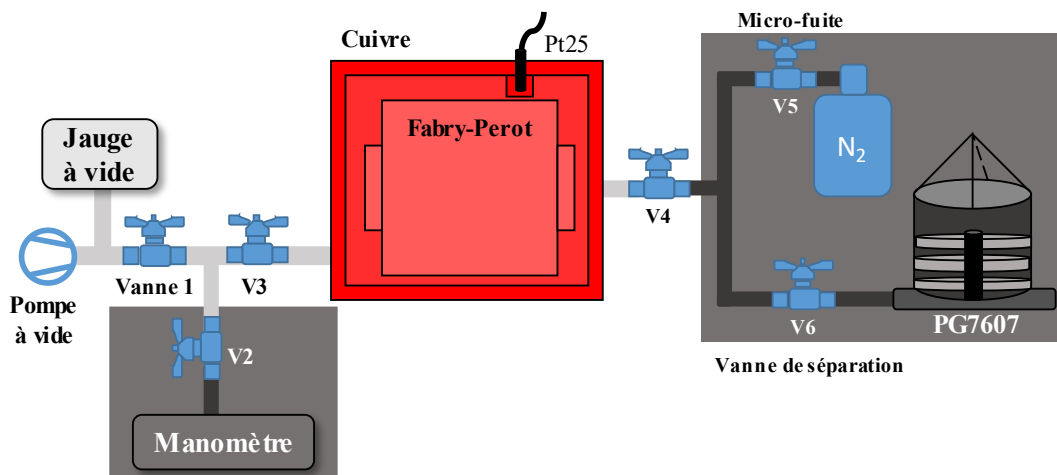 Micro-fuite
Cuivre
Pt25
V5
Fabry-Perot
N2
Jauge
à vide
V4
Vanne 1
V3
Pompe
à vide
V6
PG7607
V2
Vanne de séparation
Manomètre